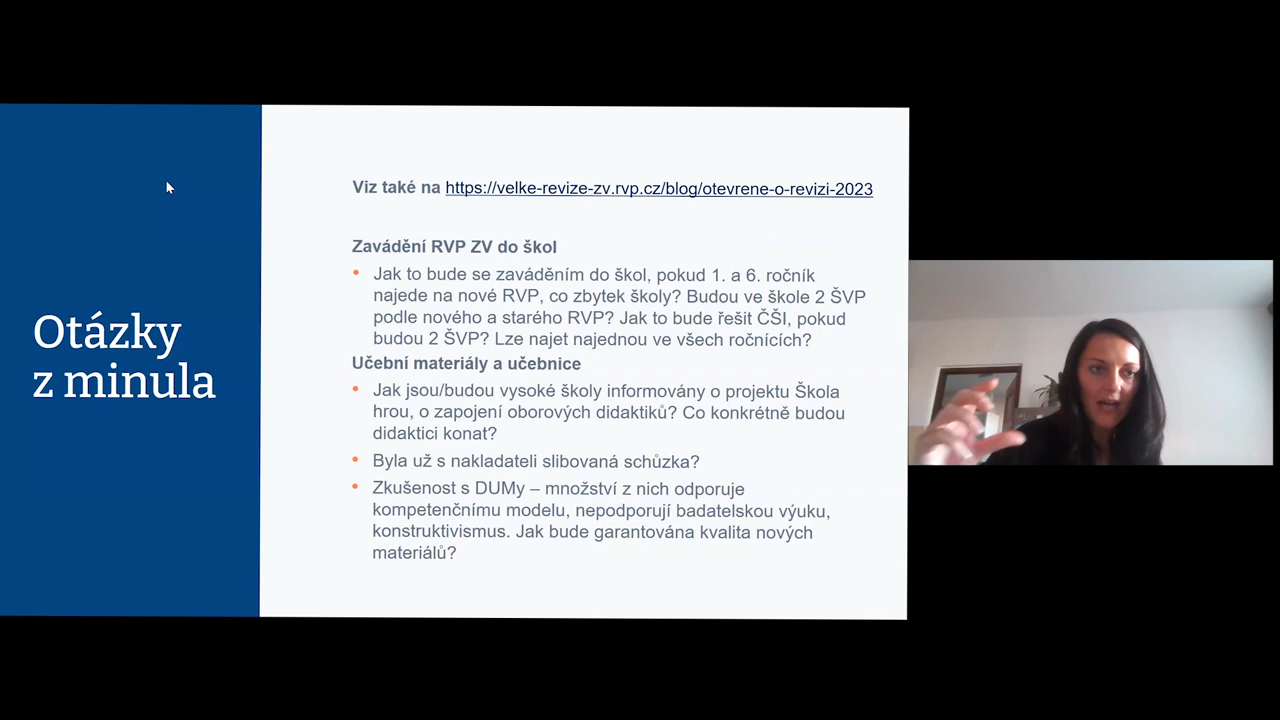 Otázky
z minula
Viz také na https://velke-revize-zv.rvp.cz/blog/otevrene-o-revizi-2023
Zavádění RVP ZV do škol
• Jak to bude se zaváděním do škol, pokud 1. a 6. ročník
najede na nové RVP, co zbytek školy? Budou ve škole 2 ŠVP
podle nového a starého RVP? Jak to bude řešit ČŠI, pokud
budou 2 ŠVP? Lze najet najednou ve všech ročnících?
Učební materiály a učebnice
• Jak jsou/budou vysoké školy informovány o projektu Škola
hrou, o zapojení oborových didaktiků? Co konkrétně budou
didaktici konat?
• Byla už s nakladateli slibovaná schůzka?
• Zkušenost s DUMy – množství z nich odporuje
kompetenčnímu modelu, nepodporují badatelskou výuku,
konstruktivismus. Jak bude garantována kvalita nových
materiálů?